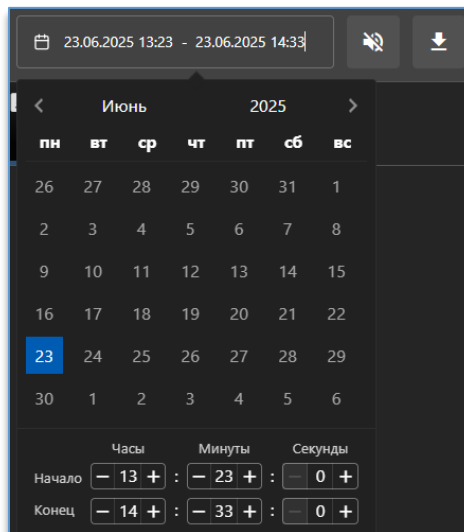 23.06.2025 13:23 - 23.06.2025 14:33
Июнь 2025
пн вт ср чт пт сб вс
26 27 28 29 30 31 1
2 3 4 5 6 7 8
9 10 11 12 13 14 15
16 17 18 19 20 21 22
23 24 25 26 27 28 29
30 1 2 3 4 5 6
Часы Минуты Секунды
Начало − 13 + : − 23 + : − 0 +
Конец − 14 + : − 33 + : − 0 +